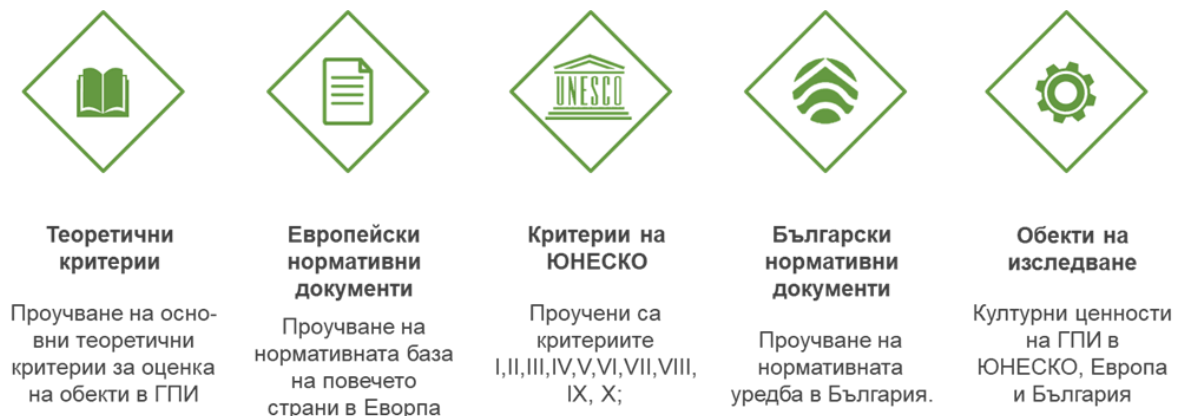 UNESCO
Теоретични
критерии
Проучване на осно-
вни теоретични
критерии за оценка
на обекти в ГПИ
Европейски
нормативни
документи
Проучване на
нормативната база
на повечето
страни в Еворпа
Критерии на
ЮНЕСКО
Проучени са
критериите
I,II,III,IV,V,VI,VII,VIII,
IX, X;
Български
нормативни
документи
Проучване на
нормативната
уредба в България.
Обекти на
изследване
Културни ценности
на ГПИ в
ЮНЕСКО, Европа
и България